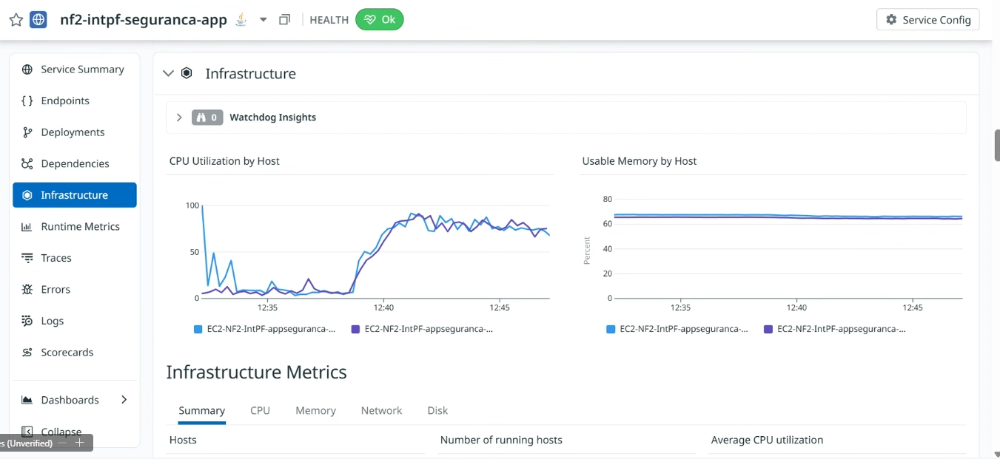 nf2-intpf-seguranca-app HEALTH Ok Service Config
Service Summary
Endpoints
Deployments
Dependencies
Infrastructure
Runtime Metrics
Traces
Errors
Logs
Scorecards
Dashboards
Collapse
es (Unverified)
Infrastructure
0 Watchdog Insights
CPU Utilization by Host
100
50
0
12:35 12:40 12:45
EC2-NF2-IntPF-appseguranca-... EC2-NF2-IntPF-appseguranca-...
Usable Memory by Host
Percent
80
60
40
20
0
12:35 12:40 12:45
EC2-NF2-IntPF-appseguranca-... EC2-NF2-IntPF-appseguranca-...
Infrastructure Metrics
Summary CPU Memory Network Disk
Hosts Number of running hosts Average CPU utilization